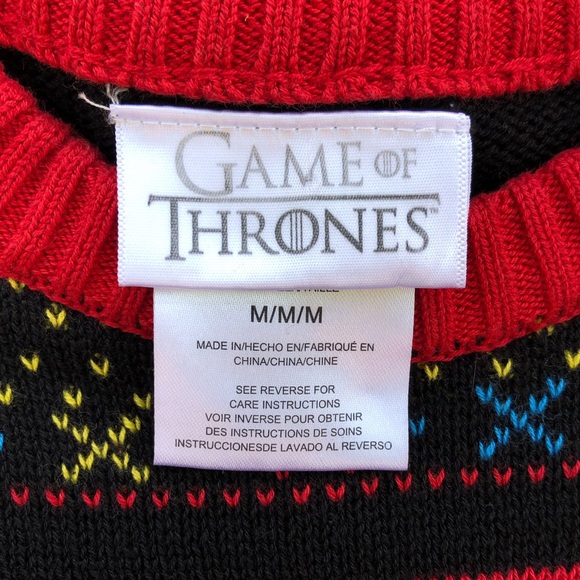 GAME OF
THRONES™
M/M/M
MADE IN/HECHO EN/FABRIQUÉ EN
CHINA/CHINA/CHINE
SEE REVERSE FOR
CARE INSTRUCTIONS
VOIR INVERSE POUR OBTENIR
DES INSTRUCTIONS DE SOINS
INSTRUCCIONESDE LAVADO AL REVERSO